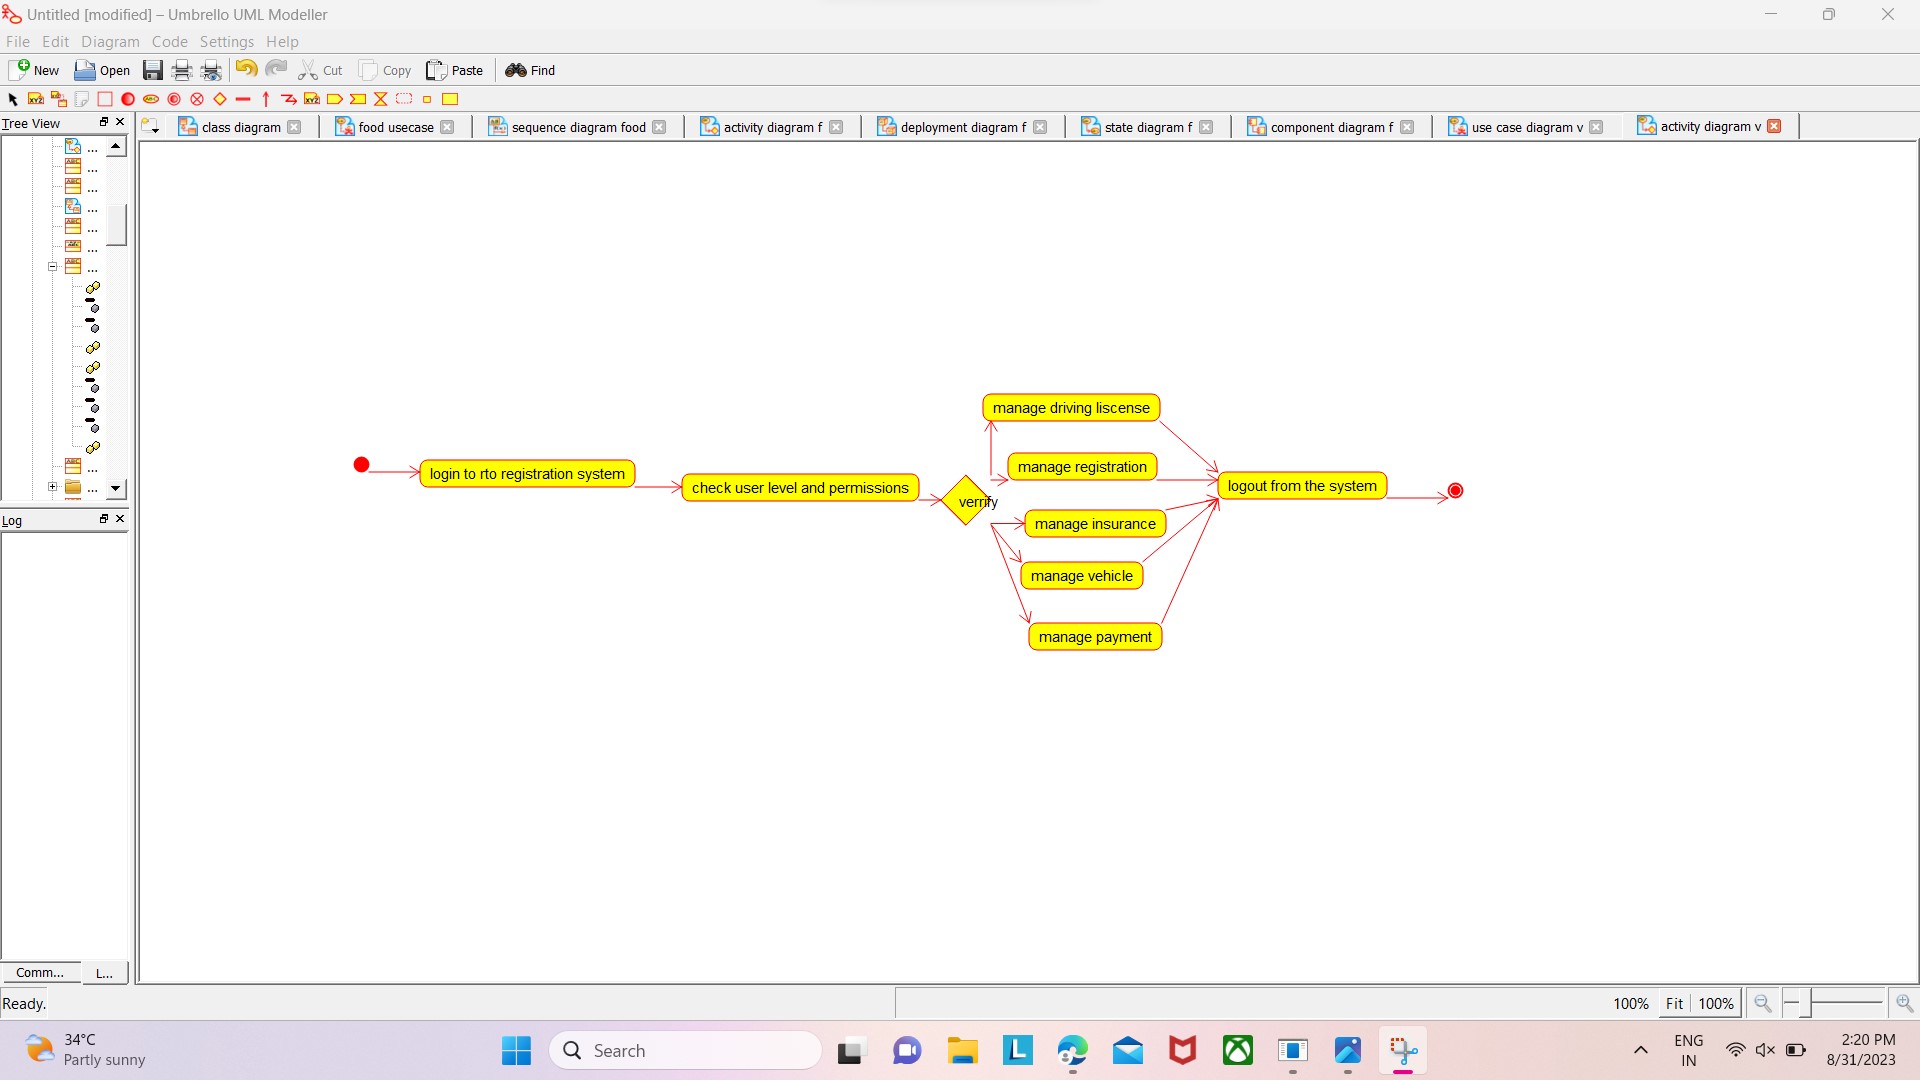 Untitled [modified] – Umbrello UML Modeller
File Edit Diagram Code Settings Help
New Open Cut Copy Paste Find
Tree View
class diagram food usecase sequence diagram food activity diagram f deployment diagram f state diagram f component diagram f use case diagram v activity diagram v
...
...
...
...
...
...
...
...
...
manage driving liscense
manage registration
login to rto registration system
check user level and permissions
logout from the system
verrify
manage insurance
manage vehicle
manage payment
Log
Comm... L...
Ready.
100% Fit 100%
34°C
Partly sunny
Search
ENG
IN
2:20 PM
8/31/2023